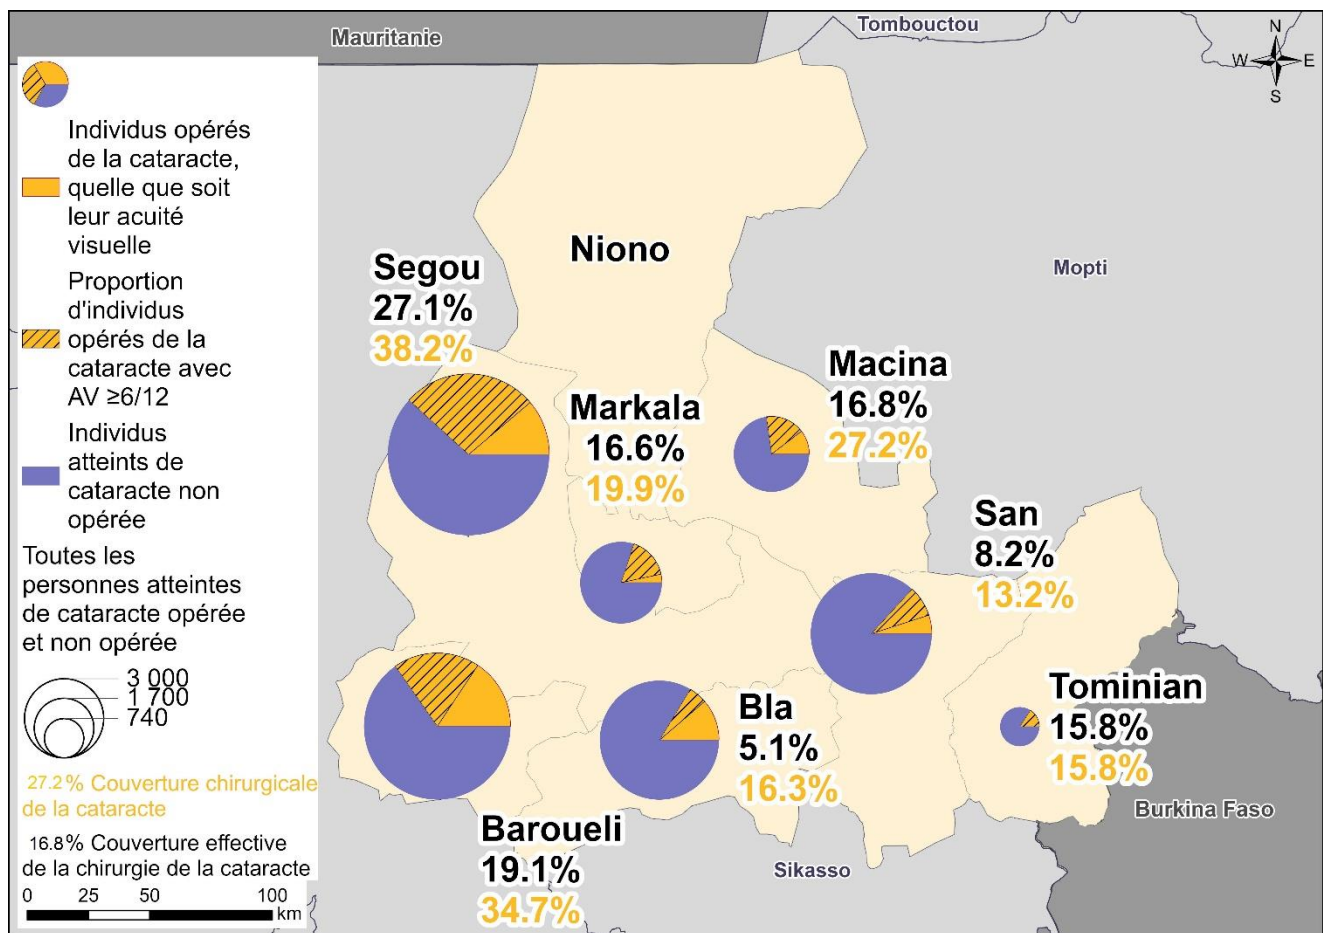 Mauritanie
Tombouctou
N
W
E
S
Individus opérés
de la cataracte,
quelle que soit
leur acuité
visuelle
Proportion
d'individus
opérés de la
cataracte avec
AV ≥6/12
Individus
atteints de
cataracte non
opérée
Toutes les
personnes atteintes
de cataracte opérée
et non opérée
3 000
1 700
740
27.2% Couverture chirurgicale
de la cataracte
16.8% Couverture effective
de la chirurgie de la cataracte
0 25 50 100
km
Niono
Mopti
Segou
27.1%
38.2%
Markala
16.6%
19.9%
Macina
16.8%
27.2%
San
8.2%
13.2%
Bla
5.1%
16.3%
Tominian
15.8%
15.8%
Burkina Faso
Baroueli
19.1%
34.7%
Sikasso